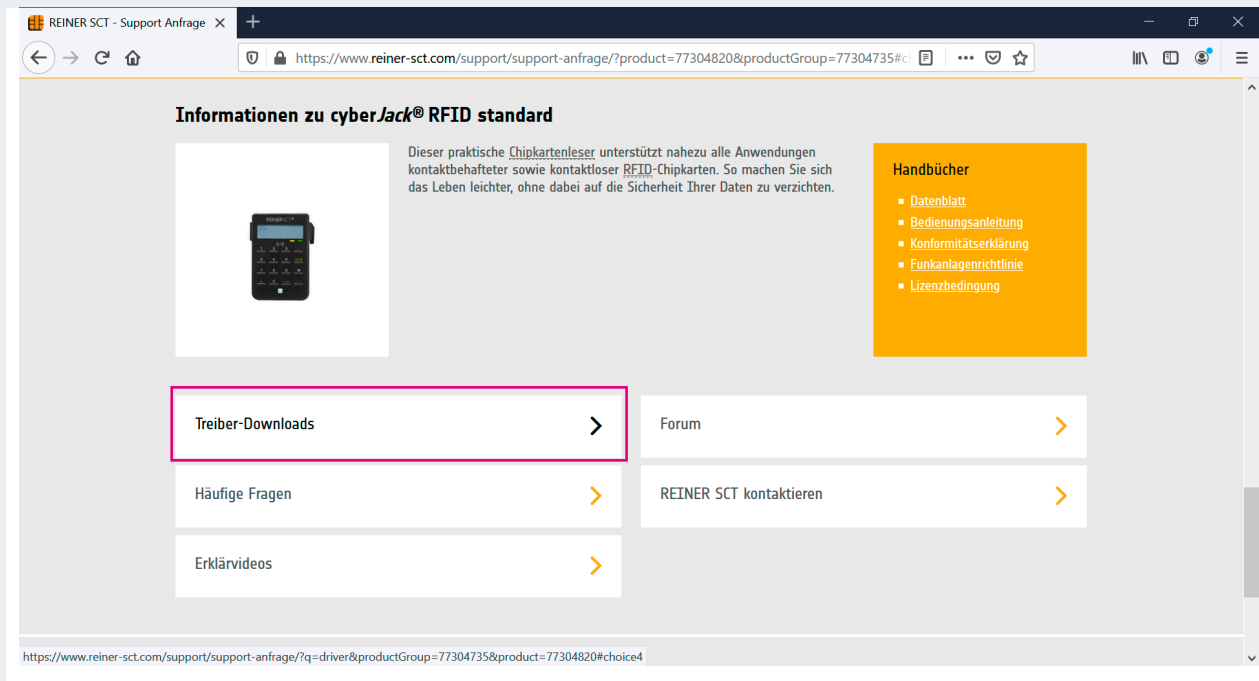 REINER SCT - Support Anfrage
https://www.reiner-sct.com/support/support-anfrage/?product=77304820&productGroup=77304735#c
Informationen zu cyberJack® RFID standard
REINER SCT
Dieser praktische Chipkartenleser unterstützt nahezu alle Anwendungen
kontaktbehafteter sowie kontaktloser RFID-Chipkarten. So machen Sie sich
das Leben leichter, ohne dabei auf die Sicherheit Ihrer Daten zu verzichten.
Handbücher
Datenblatt
Bedienungsanleitung
Konformitätserklärung
Funkanlagenrichtlinie
Lizenzbedingung
Treiber-Downloads
Forum
Häufige Fragen
REINER SCT kontaktieren
Erklärvideos
https://www.reiner-sct.com/support/support-anfrage/?q=driver&productGroup=77304735&product=77304820#choice4